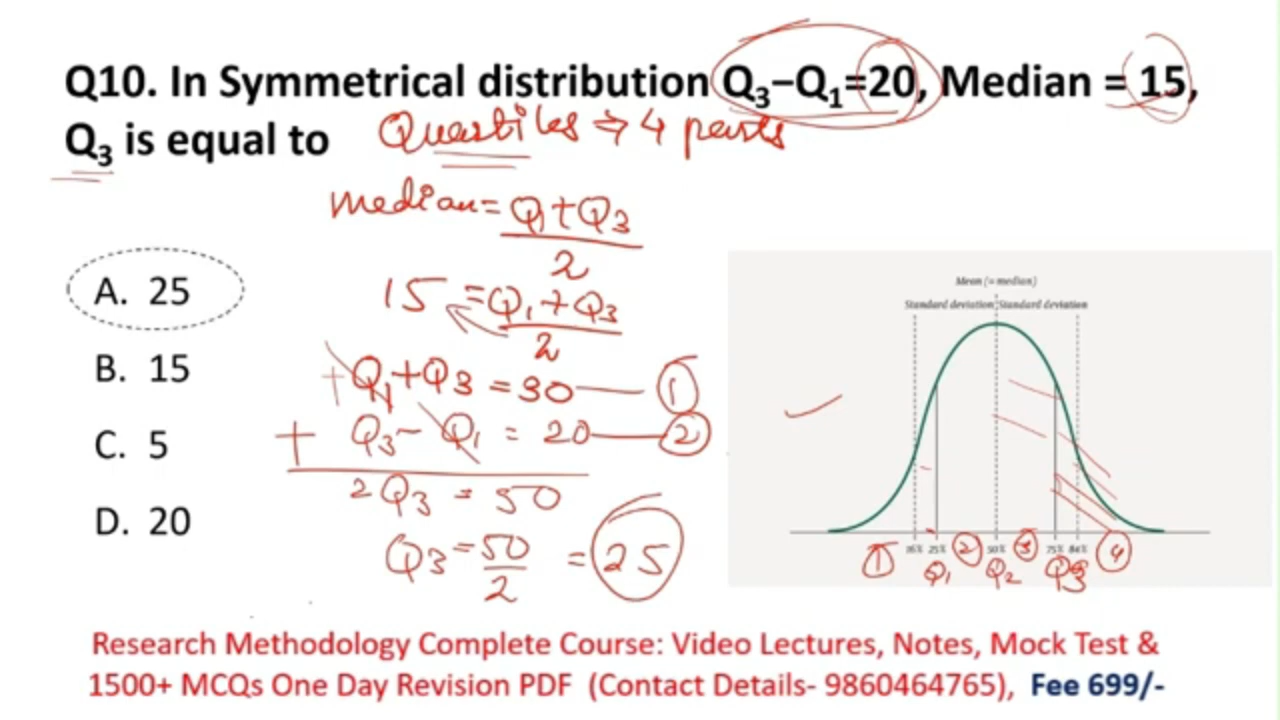 Q10. In Symmetrical distribution Q₃–Q₁=20, Median = 15,
Q₃ is equal to
Quartiles ⇒ 4 parts
median = Q₁+Q₃
2
15 = Q₁+Q₃
2
+Q₁+Q₃ = 30 — ①
+ Q₃ – Q₁ = 20 — ②
2Q₃ = 50
Q₃ = 50 = 25
2
A. 25
B. 15
C. 5
D. 20
Mean (= median)
Standard deviation Standard deviation
16% 25% 50% 75% 84%
① ② ③ ④
Q₁ Q₂ Q₃
Research Methodology Complete Course: Video Lectures, Notes, Mock Test &
1500+ MCQs One Day Revision PDF (Contact Details- 9860464765), Fee 699/-